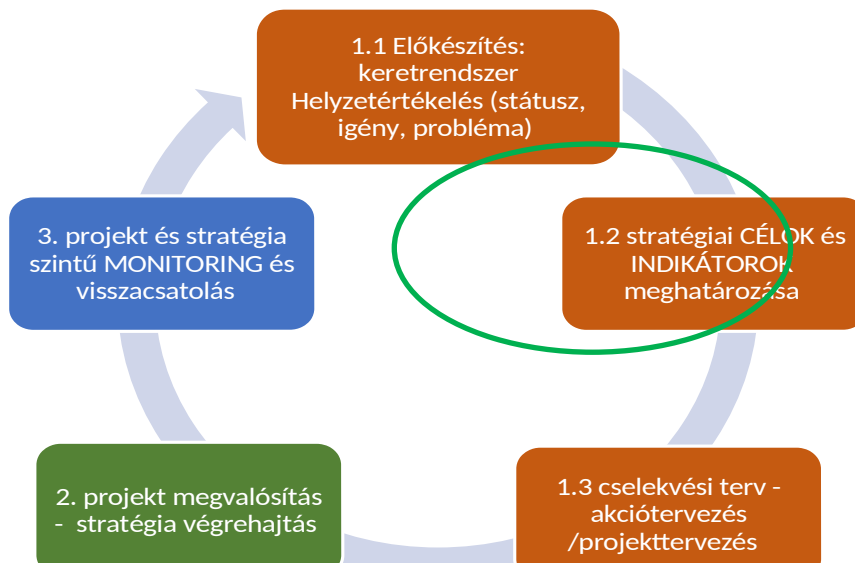 1.1 Előkészítés:
keretrendszer
Helyzetértékelés (státusz,
igény, probléma)
1.2 stratégiai CÉLOK és
INDIKÁTOROK
meghatározása
1.3 cselekvési terv -
akciótervezés
/projekttervezés
2. projekt megvalósítás
- stratégia végrehajtás
3. projekt és stratégia
szintű MONITORING és
visszacsatolás